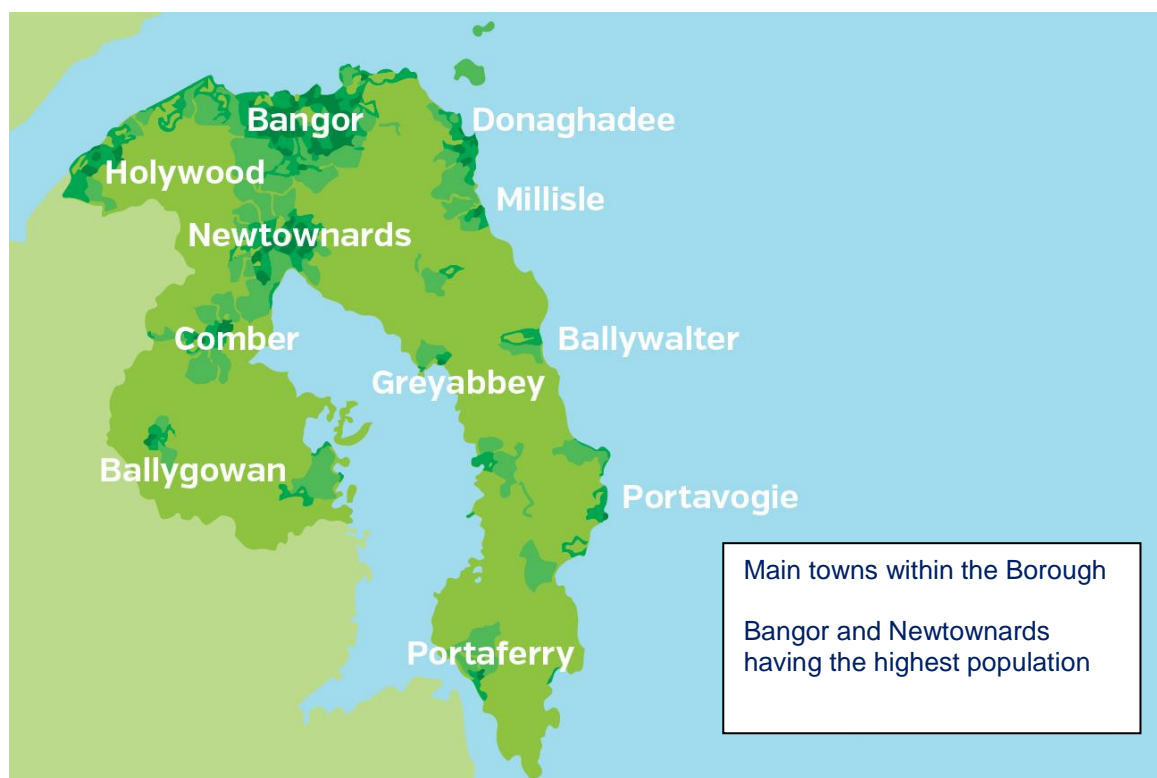 Bangor
Donaghadee
Holywood
Millisle
Newtownards
Comber
Ballywalter
Greyabbey
Ballygowan
Portavogie
Portaferry
Main towns within the Borough
Bangor and Newtownards
having the highest population